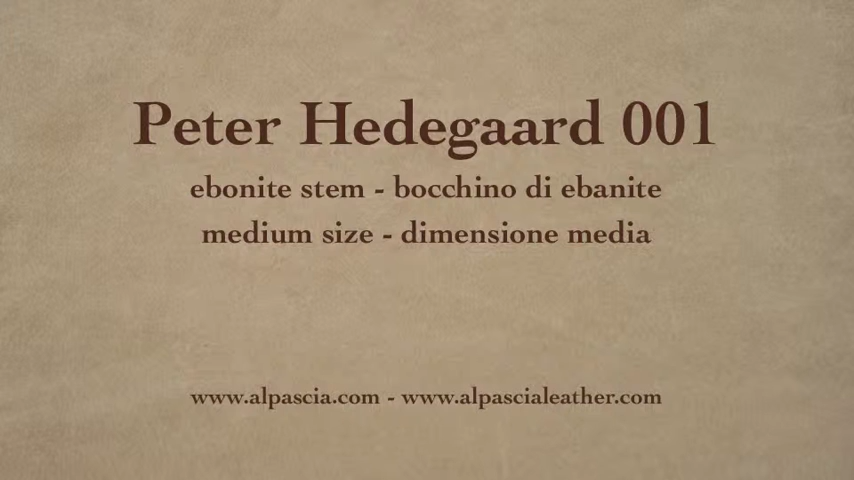 Peter Hedegaard 001
ebonite stem - bocchino di ebanite
medium size - dimensione media
www.alpascia.com - www.alpascialeather.com